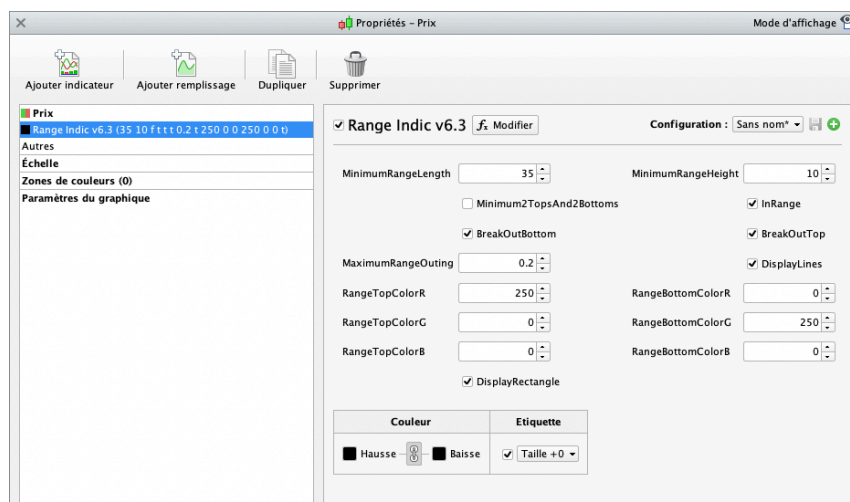 Propriétés – Prix
Mode d'affichage
Ajouter indicateur
Ajouter remplissage
Dupliquer
Supprimer
Prix
Range Indic v6.3 (35 10 f t t t 0.2 t 250 0 0 250 0 0 t)
Autres
Échelle
Zones de couleurs (0)
Paramètres du graphique
Range Indic v6.3
fx Modifier
Configuration :
Sans nom*
MinimumRangeLength
35
MinimumRangeHeight
10
Minimum2TopsAnd2Bottoms
InRange
BreakOutBottom
BreakOutTop
MaximumRangeOuting
0.2
DisplayLines
RangeTopColorR
250
RangeBottomColorR
0
RangeTopColorG
0
RangeBottomColorG
250
RangeTopColorB
0
RangeBottomColorB
0
DisplayRectangle
Couleur
Etiquette
Hausse
Baisse
Taille +0